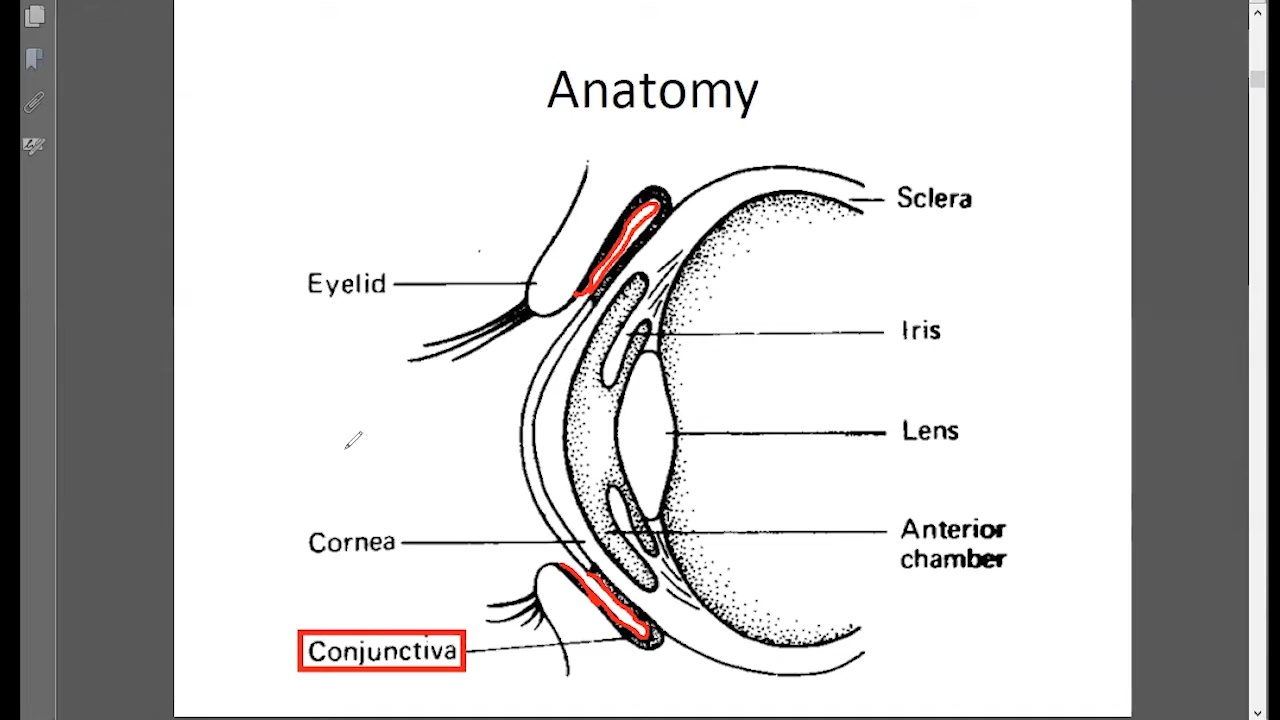 Anatomy
Sclera
Eyelid
Iris
Lens
Cornea
Anterior
chamber
Conjunctiva